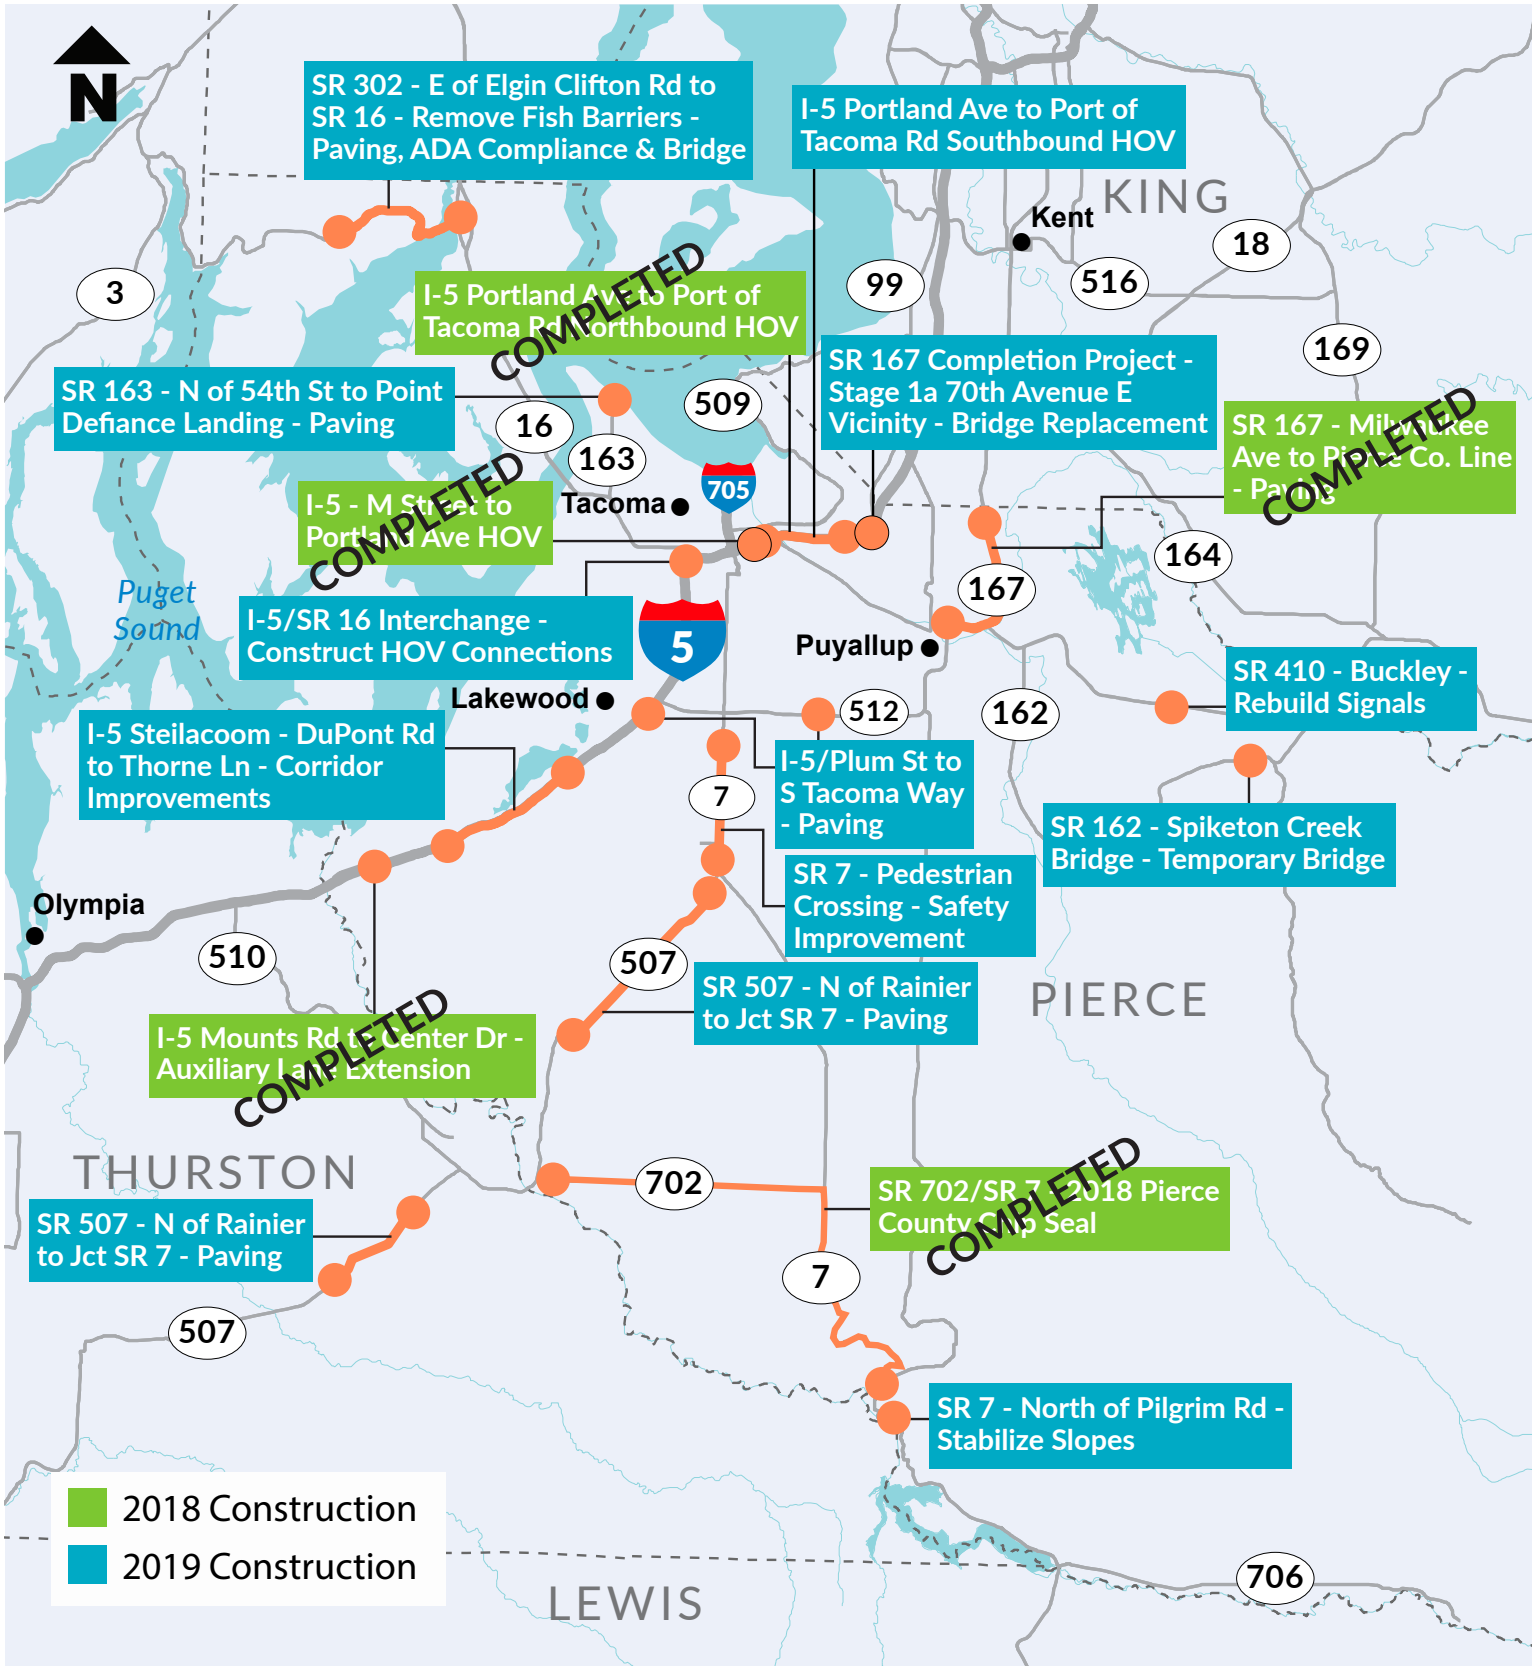 N
SR 302 - E of Elgin Clifton Rd to
SR 16 - Remove Fish Barriers -
Paving, ADA Compliance & Bridge
I-5 Portland Ave to Port of
Tacoma Rd Southbound HOV
KING
Kent
18
3
99
516
I-5 Portland Ave to Port of
Tacoma Rd Northbound HOV
COMPLETED
169
SR 167 Completion Project -
Stage 1a 70th Avenue E
Vicinity - Bridge Replacement
SR 163 - N of 54th St to Point
Defiance Landing - Paving
509
16
163
SR 167 - Milwaukee
Ave to Pierce Co. Line
- Paving
COMPLETED
705
Tacoma
I-5 - M Street to
Portland Ave HOV
COMPLETED
164
167
Puget
Sound
I-5/SR 16 Interchange -
Construct HOV Connections
5
Puyallup
Lakewood
SR 410 - Buckley -
Rebuild Signals
512
162
I-5 Steilacoom - DuPont Rd
to Thorne Ln - Corridor
Improvements
I-5/Plum St to
S Tacoma Way
- Paving
7
SR 162 - Spiketon Creek
Bridge - Temporary Bridge
SR 7 - Pedestrian
Crossing - Safety
Improvement
Olympia
510
507
SR 507 - N of Rainier
to Jct SR 7 - Paving
PIERCE
I-5 Mounts Rd to Center Dr -
Auxiliary Lane Extension
COMPLETED
THURSTON
702
SR 702/SR 7 - 2018 Pierce
County Chip Seal
COMPLETED
SR 507 - N of Rainier
to Jct SR 7 - Paving
7
507
SR 7 - North of Pilgrim Rd -
Stabilize Slopes
2018 Construction
2019 Construction
706
LEWIS